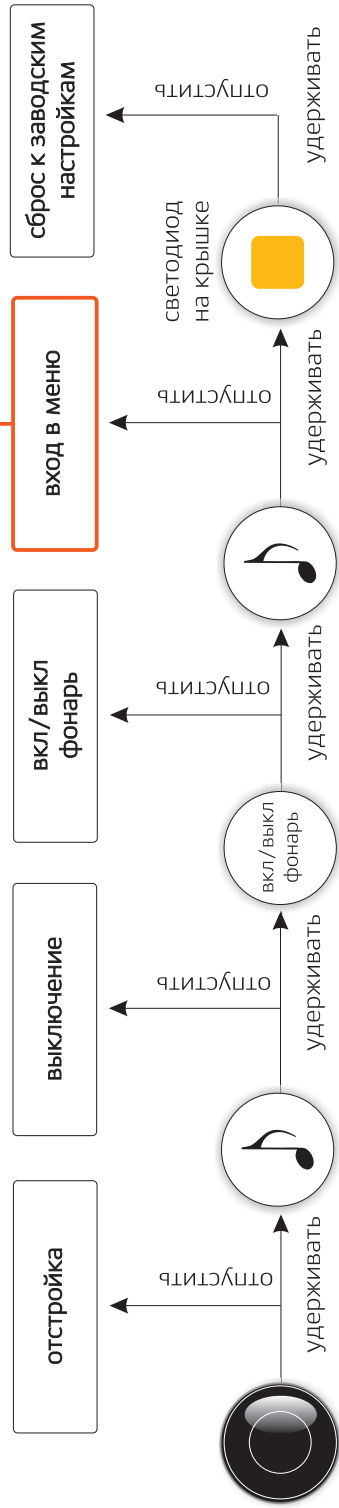 отстройка
выключение
вкл/выкл
фонарь
вход в меню
сброс к заводским
настройкам
отпустить
отпустить
отпустить
отпустить
отпустить
светодиод
на крышке
вкл/выкл
фонарь
удерживать
удерживать
удерживать
удерживать
удерживать